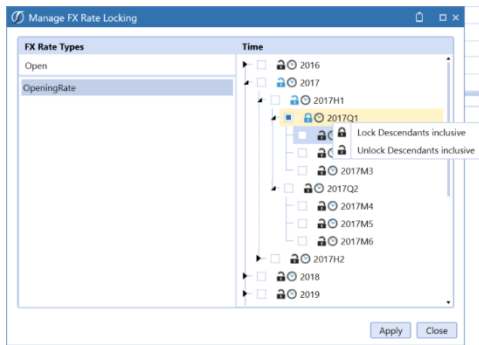 Manage FX Rate Locking
FX Rate Types
Time
Open
OpeningRate
2016
2017
2017H1
2017Q1
Lock Descendants inclusive
Unlock Descendants inclusive
2017M3
2017Q2
2017M4
2017M5
2017M6
2017H2
2018
2019
Apply
Close